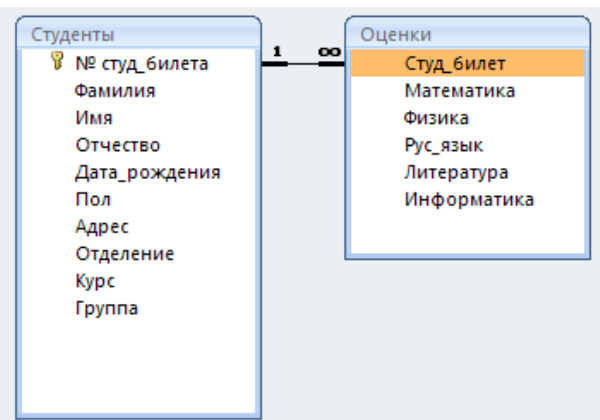 Студенты
№ студ_билета
Фамилия
Имя
Отчество
Дата_рождения
Пол
Адрес
Отделение
Курс
Группа
1 ∞
Оценки
Студ_билет
Математика
Физика
Рус_язык
Литература
Информатика